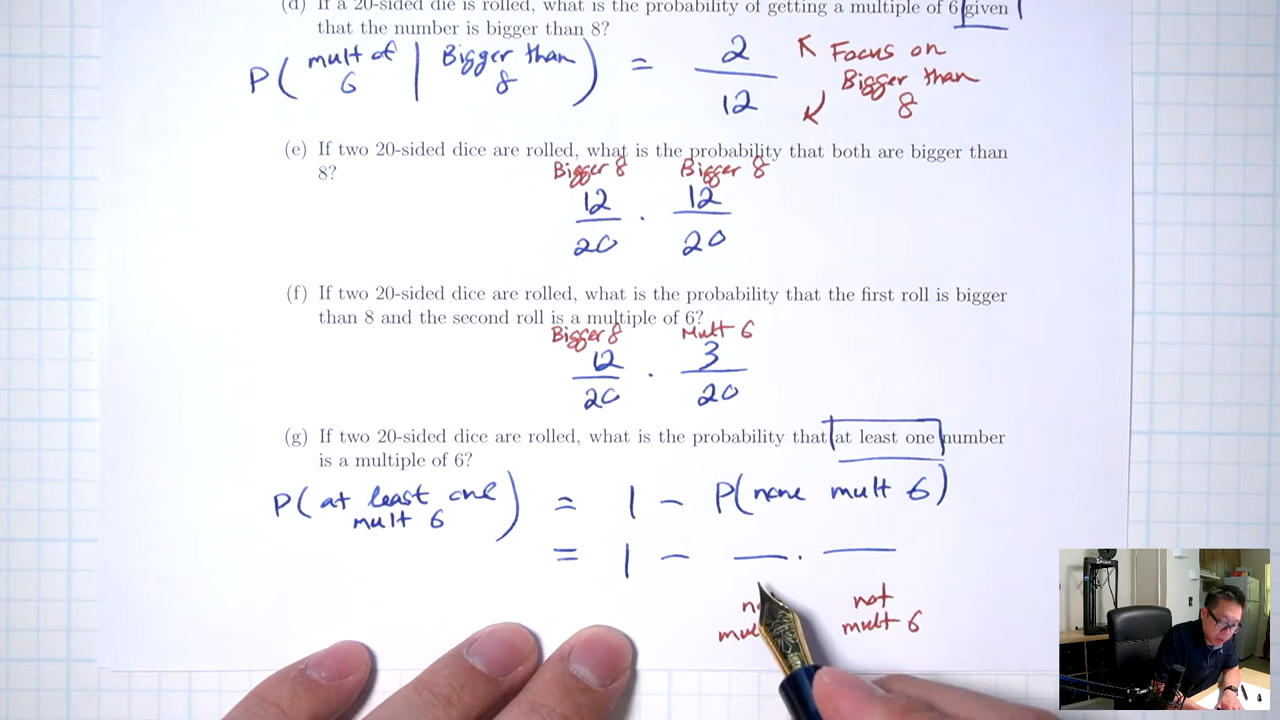 (d) If a 20-sided die is rolled, what is the probability of getting a multiple of 6 given
that the number is bigger than 8?
P( mult of 6 | Bigger than 8 ) = 2/12
Focus on
Bigger than
8
(e) If two 20-sided dice are rolled, what is the probability that both are bigger than
8?
Bigger 8 Bigger 8
12/20 · 12/20
(f) If two 20-sided dice are rolled, what is the probability that the first roll is bigger
than 8 and the second roll is a multiple of 6?
Bigger 8 Mult 6
12/20 · 3/20
(g) If two 20-sided dice are rolled, what is the probability that at least one number
is a multiple of 6?
P( at least one mult 6 ) = 1 - P(none mult 6)
= 1 - __ · __
not
mult 6